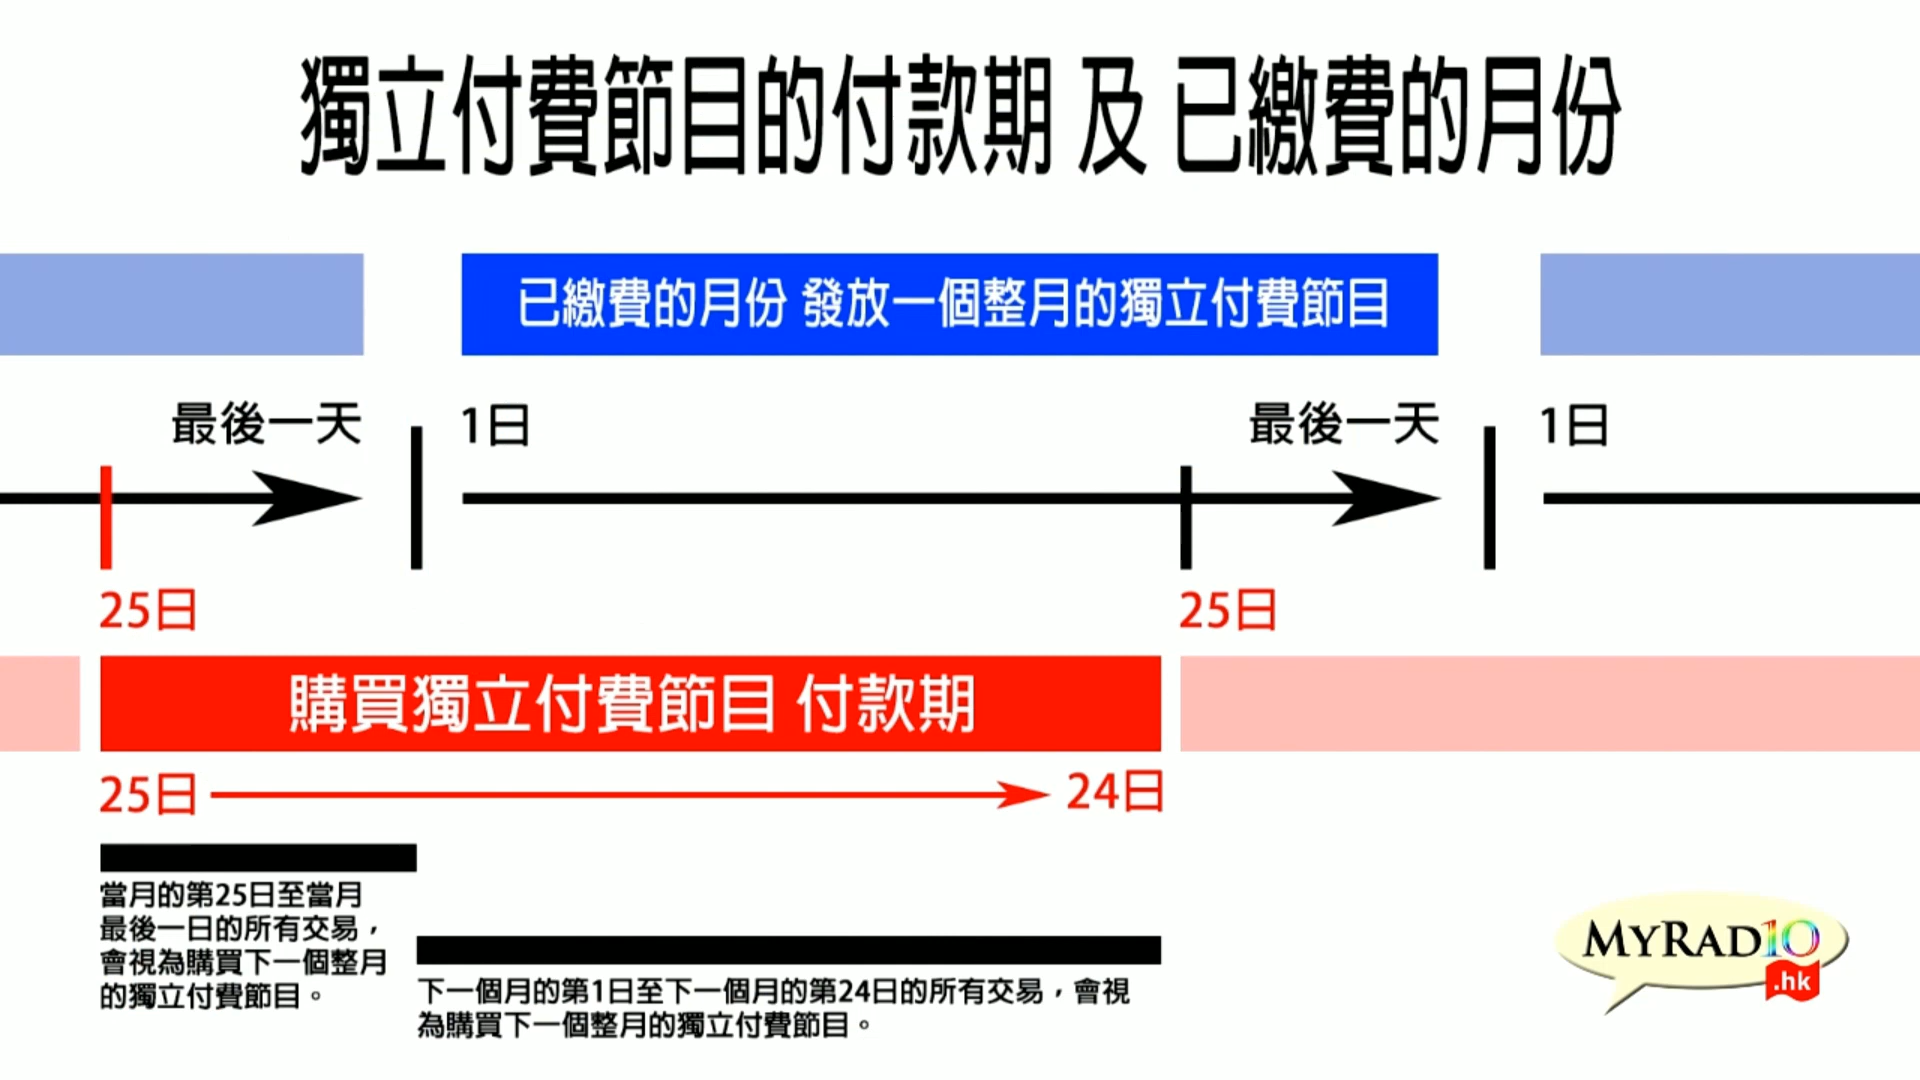 獨立付費節目的付款期 及 已繳費的月份
已繳費的月份 發放一個整月的獨立付費節目
最後一天
1日
最後一天
1日
25日
25日
購買獨立付費節目 付款期
25日
24日
當月的第25日至當月
最後一日的所有交易，
會視為購買下一個整月
的獨立付費節目。
下一個月的第1日至下一個月的第24日的所有交易，會視
為購買下一個整月的獨立付費節目。
MYRAD10
.hk